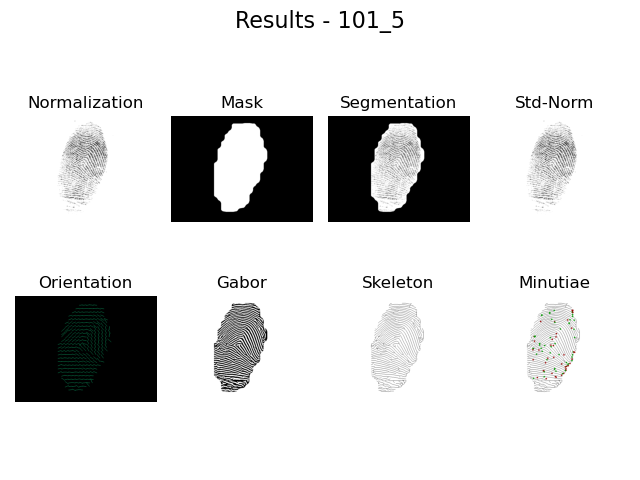 Results - 101_5
Normalization
Mask
Segmentation
Std-Norm
Orientation
Gabor
Skeleton
Minutiae